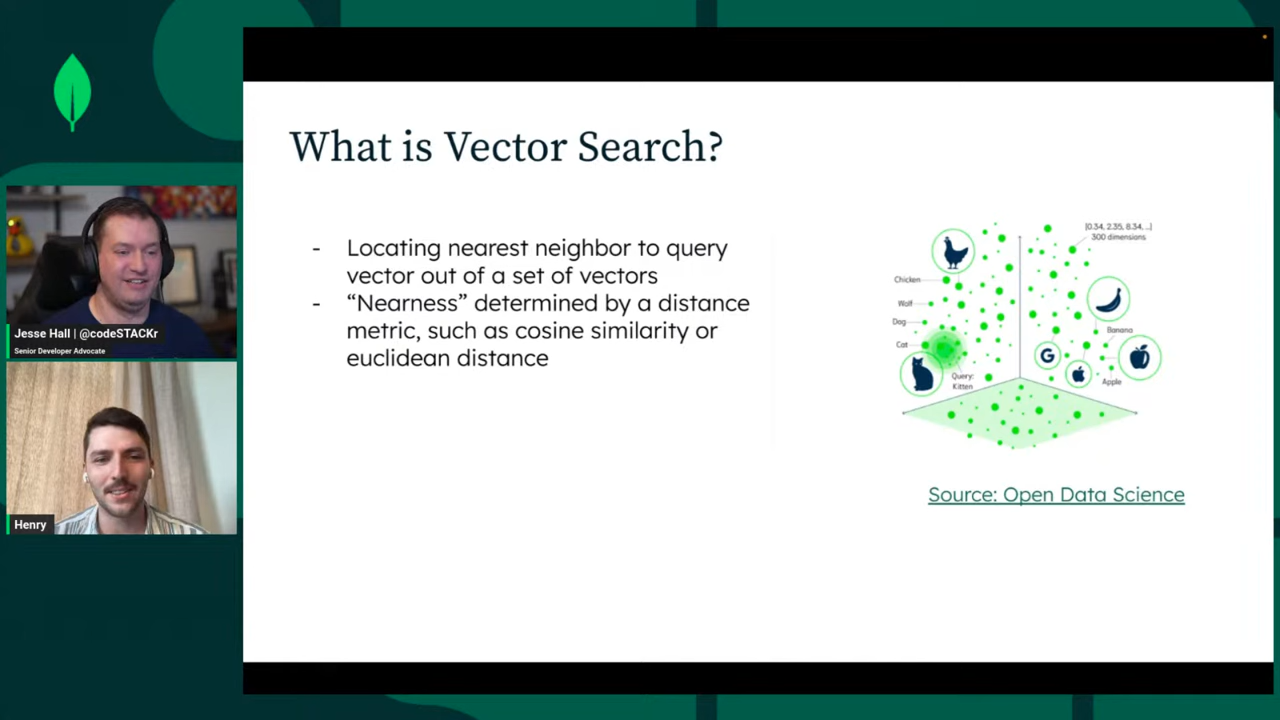 What is Vector Search?
- Locating nearest neighbor to query
vector out of a set of vectors
- “Nearness” determined by a distance
metric, such as cosine similarity or
euclidean distance
[0.34, 2.35, 8.34, ..]
300 dimensions
Chicken
Wolf
Dog
Cat
Query:
Kitten
Banana
G
Apple
Source: Open Data Science
Jesse Hall | @codeSTACKr
Senior Developer Advocate
Henry